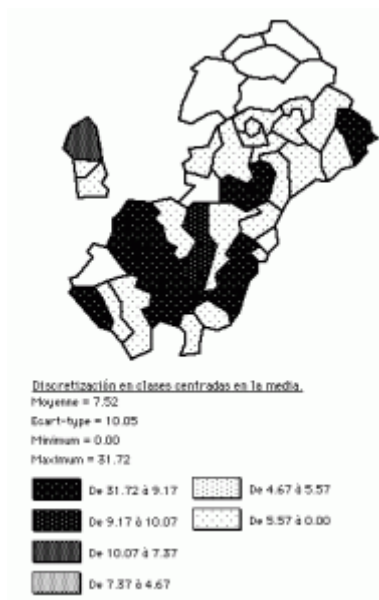 Discretización en clases centradas en la media.
Moyenne = 7.52
Ecart-type = 10.05
Minimum = 0.00
Maximum = 31.72
De 31.72 à 9.17
De 4.67 à 5.57
De 9.17 à 10.07
De 5.57 à 0.00
De 10.07 à 7.37
De 7.37 à 4.67